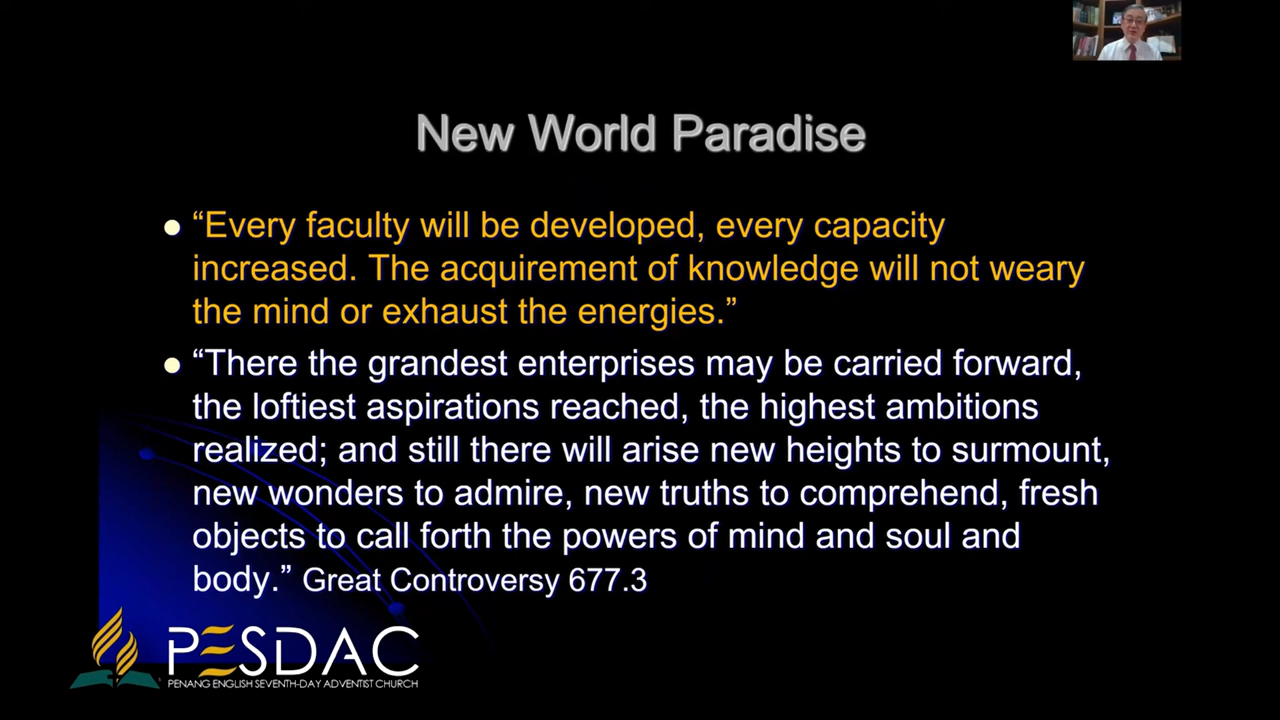 New World Paradise
“Every faculty will be developed, every capacity
increased. The acquirement of knowledge will not weary
the mind or exhaust the energies.”
“There the grandest enterprises may be carried forward,
the loftiest aspirations reached, the highest ambitions
realized; and still there will arise new heights to surmount,
new wonders to admire, new truths to comprehend, fresh
objects to call forth the powers of mind and soul and
body.” Great Controversy 677.3
PESDAC
PENANG ENGLISH SEVENTH-DAY ADVENTIST CHURCH